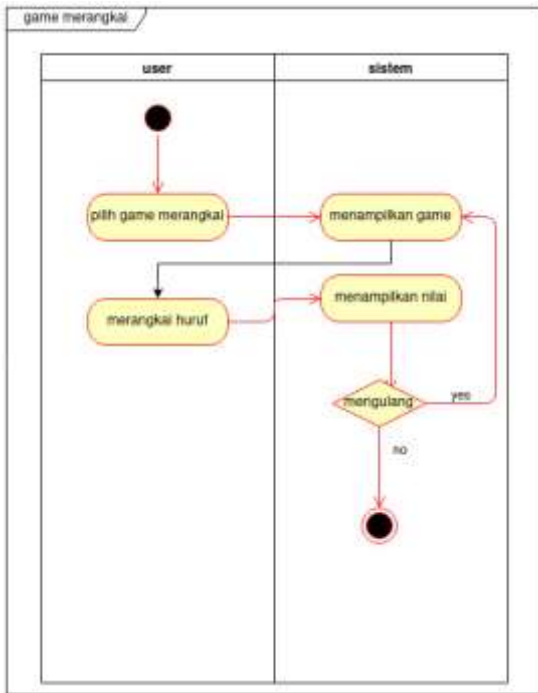 game merangkai
user
sistem
pilih game merangkai
menampilkan game
merangkai huruf
menampilkan nilai
mengulang
yes
no